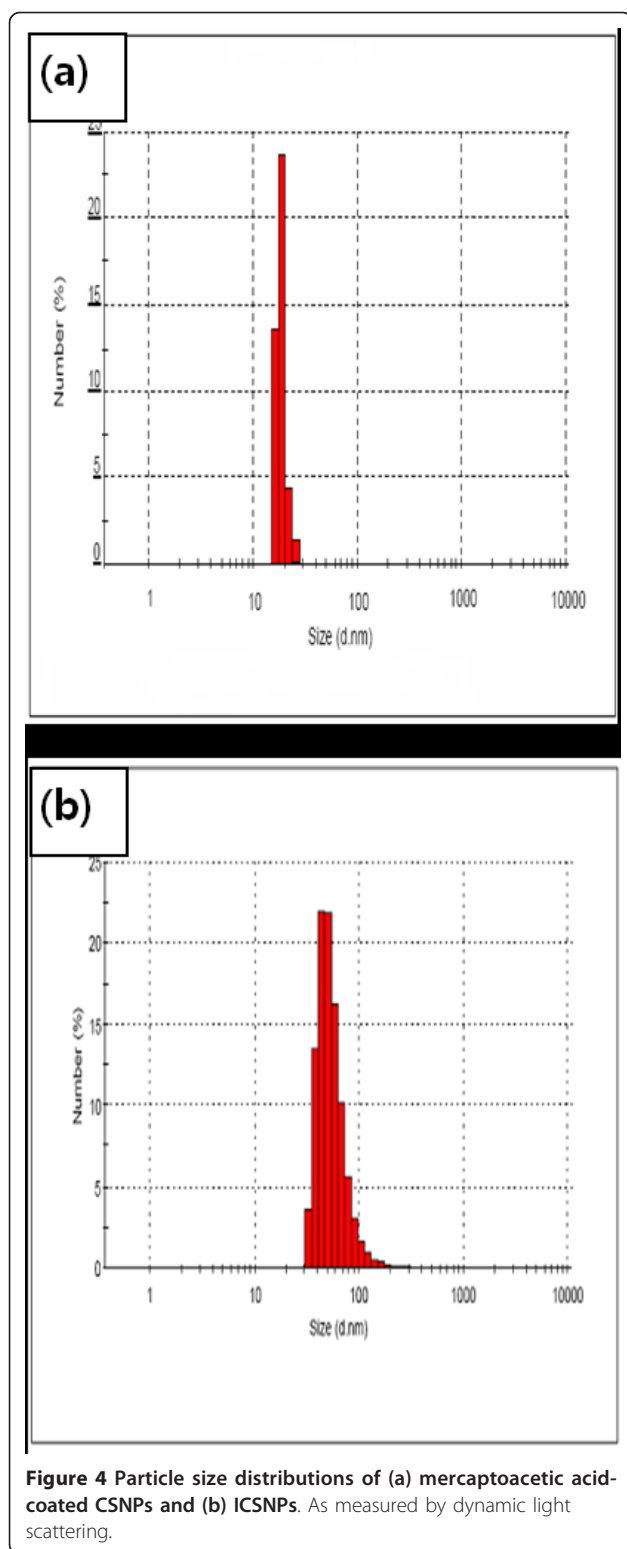 (a)
25
20
15
10
5
0
Number (%)
1 10 100 1000 10000
Size (d.nm)
(b)
25
20
15
10
5
0
Number (%)
1 10 100 1000 10000
Size (d.nm)
Figure 4 Particle size distributions of (a) mercaptoacetic acid-
coated CSNPs and (b) ICSNPs. As measured by dynamic light
scattering.